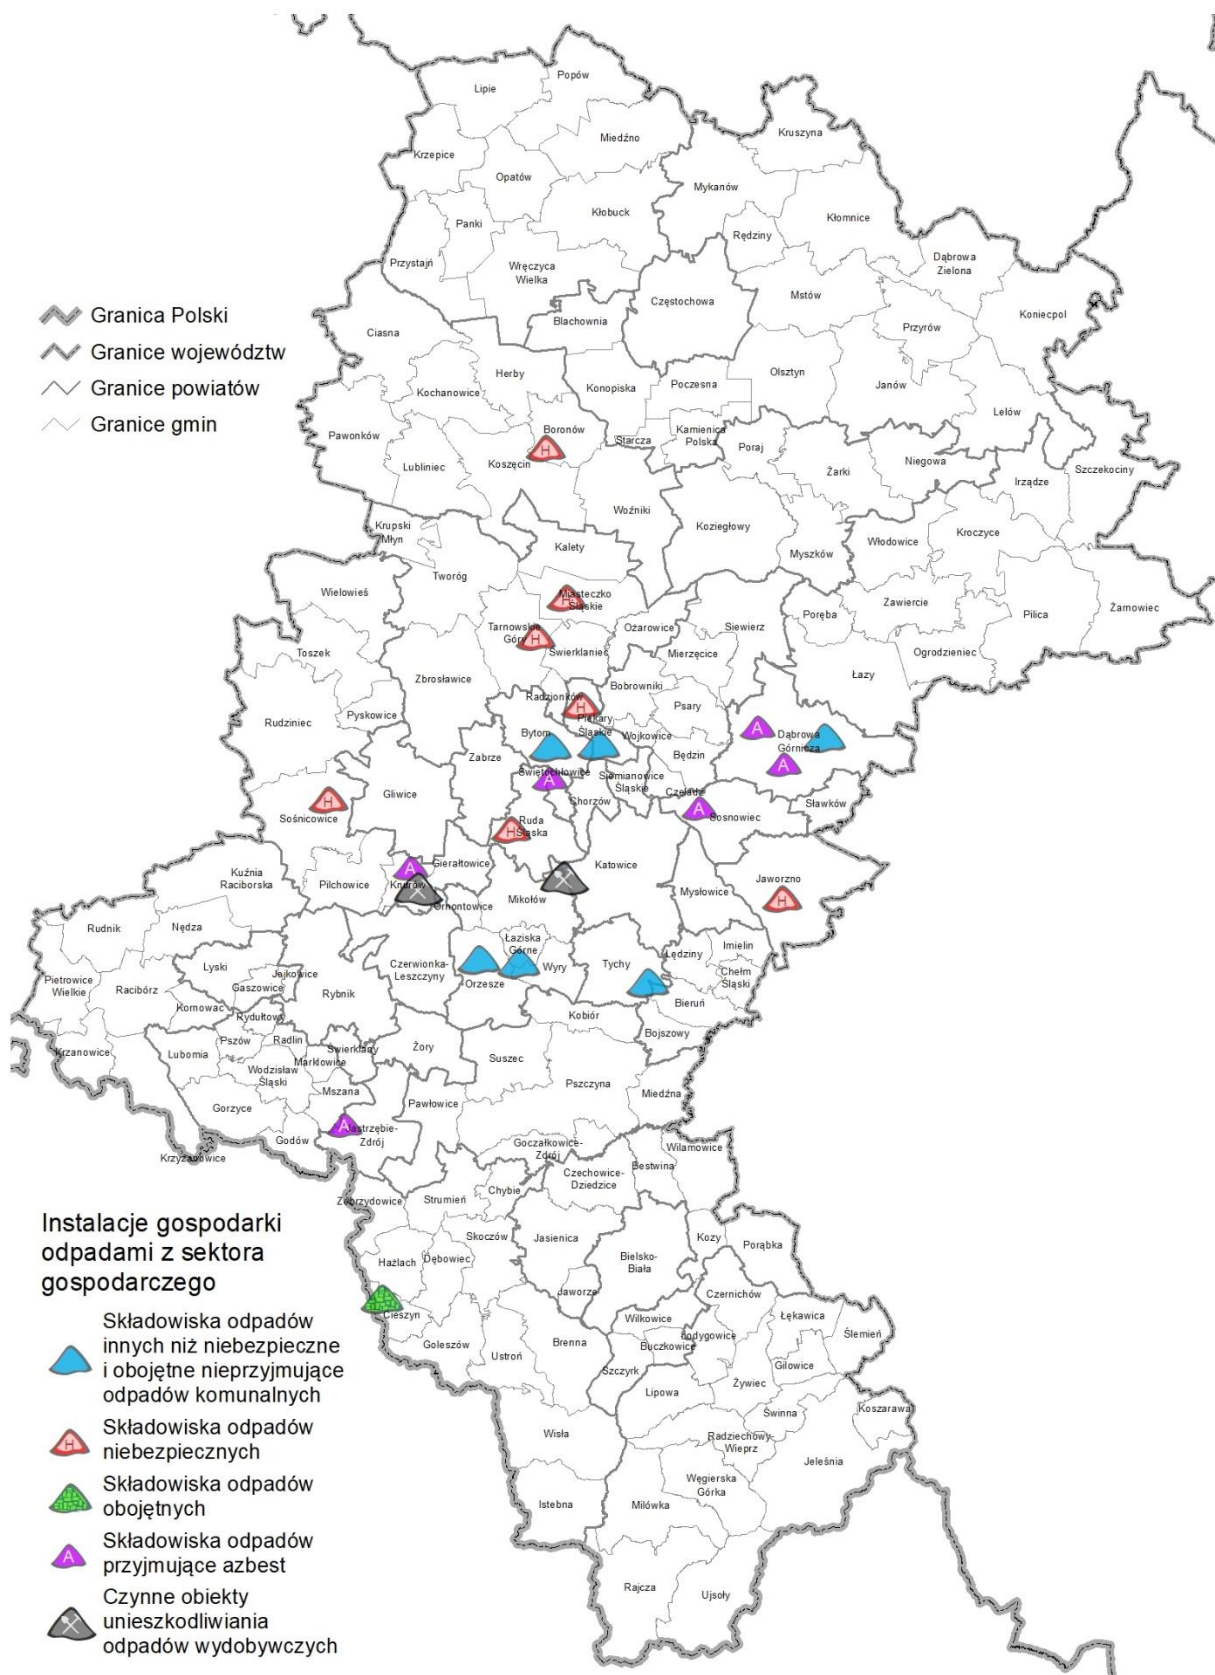 Popów
Lipie
Kruszyna
Miedźno
Krzepice
Opatów
Mykanów
Kłobuck
Kłomnice
Panki
Rędziny
Dąbrowa
Zielona
Przystajń
Wręczyca
Wielka
Częstochowa
Mstów
Koniecpol
Granica Polski
Blachownia
Przyrów
Ciasna
Granice województw
Herby
Olsztyn
Granice powiatów
Kochanowice
Konopiska
Poczesna
Janów
Lelów
Granice gmin
Pawonków
Boronów
Kamienica
Polska
Starcza
Poraj
Niegowa
Lubliniec
Koszęcin
Żarki
Szczekociny
Irządze
H
Woźniki
Krupski
Młyn
Koziegłowy
Kroczyce
Kalety
Myszków
Włodowice
Tworóg
Wielowieś
Miasteczko
Śląskie
H
Zawiercie
Żarnowiec
Poręba
Pilica
Tarnowskie
Góry
H
Ożarowice
Siewierz
Toszek
Świerklaniec
Mierzęcice
Ogrodzieniec
Zbrosławice
Bobrowniki
Łazy
Radzionków
Psary
Rudziniec
Pyskowice
H
Piekary
Śląskie
Bytom
Wojkowice
A
Dąbrowa
Górnicza
Zabrze
Będzin
Gliwice
Świętochłowice
A
Siemianowice
Śląskie
A
Czeladź
Chorzów
Sławków
H
Sośnicowice
A
Sosnowiec
Ruda
Śląska
H
A
Gierałtowice
Katowice
Kuźnia
Raciborska
Pilchowice
Knurów
Jaworzno
Mysłowice
H
Ornontowice
Mikołów
Rudnik
Nędza
Łaziska
Górne
Imielin
Lyski
Czerwionka-
Leszczyny
Wyry
Tychy
Lędziny
Chełm
Śląski
Pietrowice
Wielkie
Racibórz
Jejkowice
Gaszowice
Rybnik
Orzesze
Bieruń
Kornowac
Rydułtowy
Kobiór
Bojszowy
Krzanowice
Lubomia
Pszów
Radlin
Świerklany
Żory
Marklowice
Suszec
Wodzisław
Śląski
Pszczyna
Mszana
Miedźna
Gorzyce
Pawłowice
A
Jastrzębie-
Zdrój
Godów
Goczałkowice-
Zdrój
Krzyżanowice
Wilamowice
Bestwina
Czechowice-
Dziedzice
Zebrzydowice
Strumień
Chybie
Instalacje gospodarki
odpadami z sektora
gospodarczego
Skoczów
Jasienica
Kozy
Porąbka
Hażlach
Dębowiec
Bielsko-
Biała
Jaworze
Czernichów
Cieszyn
Łękawica
Wilkowice
Składowiska odpadów
innych niż niebezpieczne
i obojętne nieprzyjmujące
odpadów komunalnych
Goleszów
Ustroń
Brenna
Buczkowice
Łodygowice
Ślemień
Gilowice
Szczyrk
Lipowa
Żywiec
Świnna
Koszarawa
H
Składowiska odpadów
niebezpiecznych
Wisła
Radziechowy-
Wieprz
Jeleśnia
Węgierska
Górka
Składowiska odpadów
obojętnych
Istebna
Milówka
A
Składowiska odpadów
przyjmujące azbest
Rajcza
Ujsoły
Czynne obiekty
unieszkodliwiania
odpadów wydobywczych